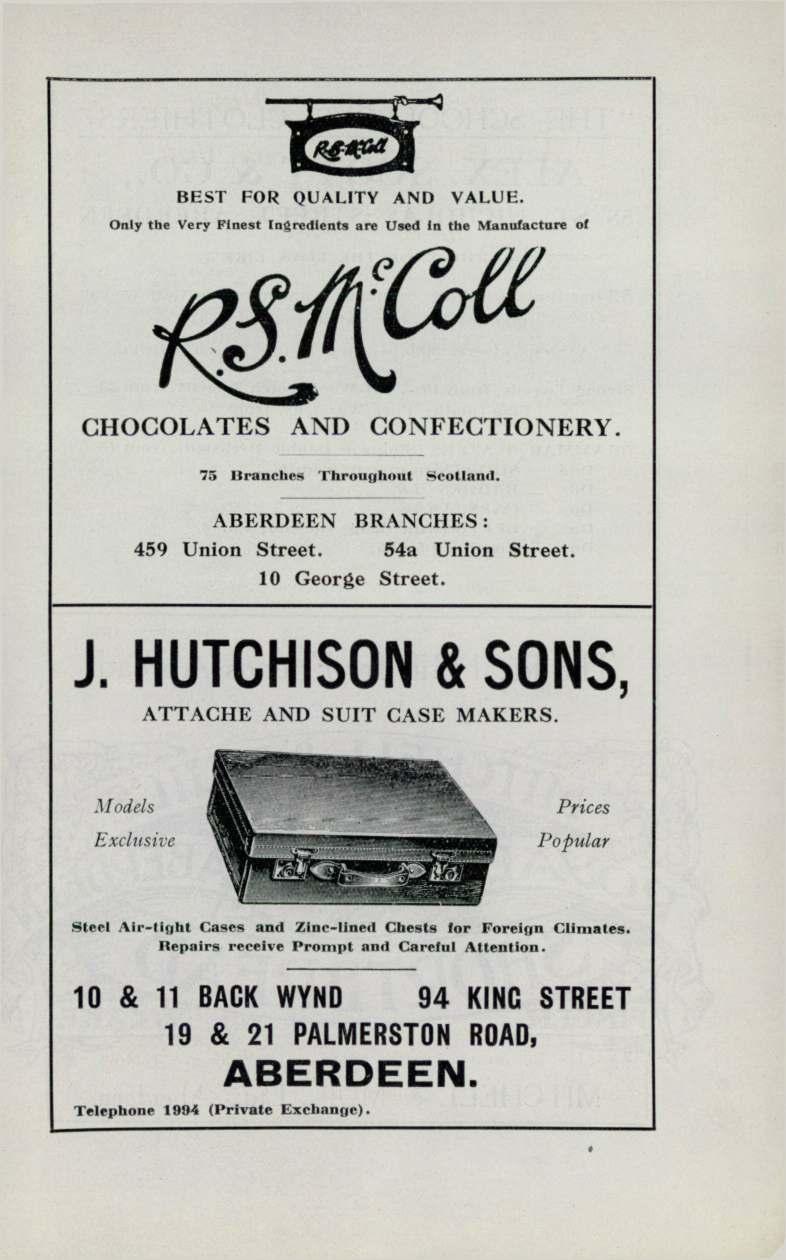 R.S. McColl
BEST FOR QUALITY AND VALUE.
Only the Very Finest Ingredients are Used in the Manufacture of
R.S. McColl
CHOCOLATES AND CONFECTIONERY.
75 Branches Throughout Scotland.
ABERDEEN BRANCHES:
459 Union Street. 54a Union Street.
10 George Street.
J. HUTCHISON & SONS,
ATTACHE AND SUIT CASE MAKERS.
Models Prices
Exclusive Popular
Steel Air-tight Cases and Zinc-lined Chests for Foreign Climates.
Repairs receive Prompt and Careful Attention.
10 & 11 BACK WYND 94 KING STREET
19 & 21 PALMERSTON ROAD,
ABERDEEN.
Telephone 1994 (Private Exchange).